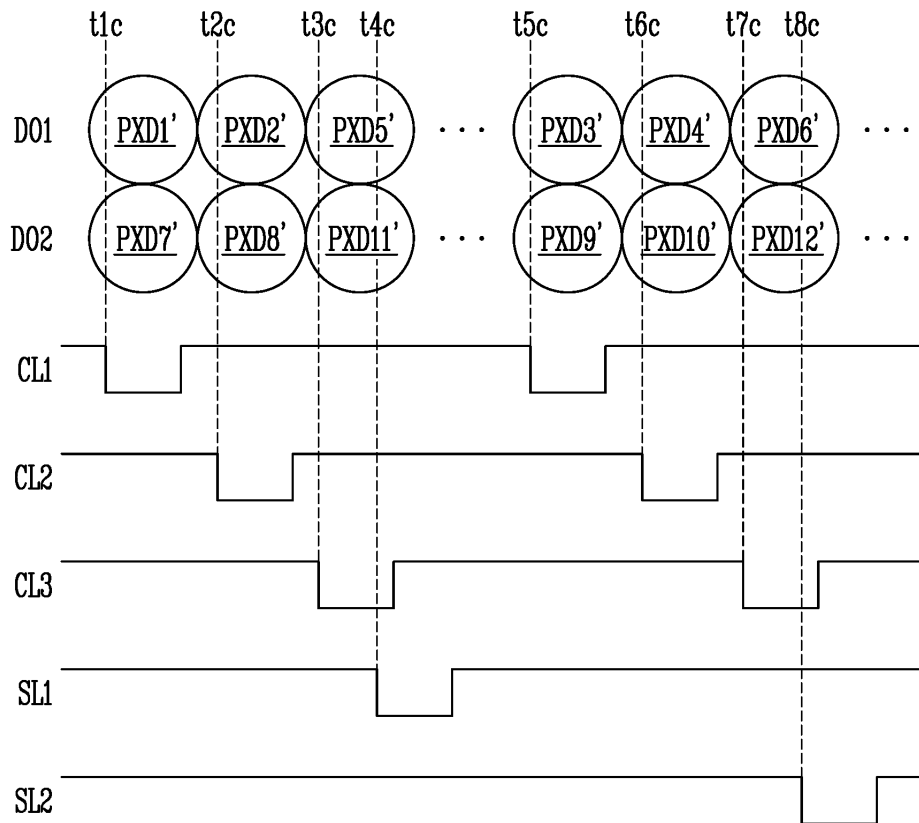 t1c t2c t3c t4c t5c t6c t7c t8c
DO1 PXD1' PXD2' PXD5' ··· PXD3' PXD4' PXD6' ···
DO2 PXD7' PXD8' PXD11' ··· PXD9' PXD10' PXD12' ···
CL1
CL2
CL3
SL1
SL2